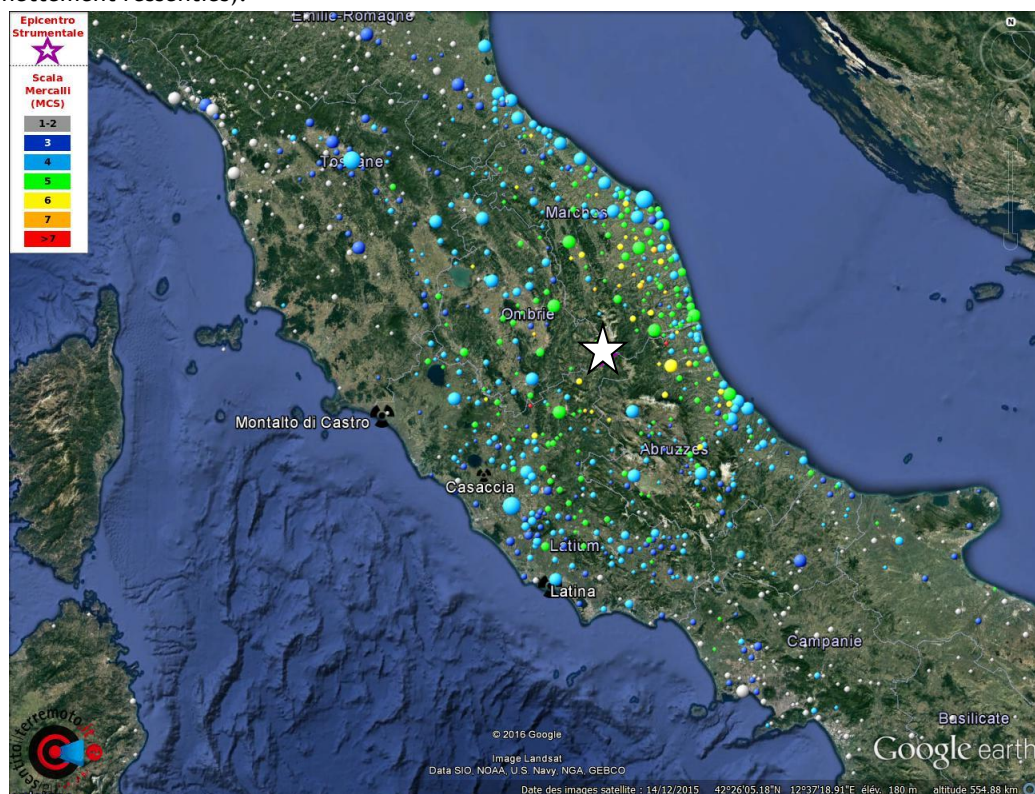 nettement ressenties).
Emilie-Romagne
Epicentro
Strumentale
Scala
Mercalli
(MCS)
1-2
3
4
5
6
7
>7
N
Toscane
Marches
Ombrie
Montalto di Castro
Abruzzes
Casaccia
Latium
Latina
Campanie
Basilicate
© 2016 Google
Image Landsat
Data SIO, NOAA, U.S. Navy, NGA, GEBCO
Google earth
Date des images satellite : 14/12/2015 42°26'05.18"N 12°37'18.91"E élév. 180 m altitude 554.88 km